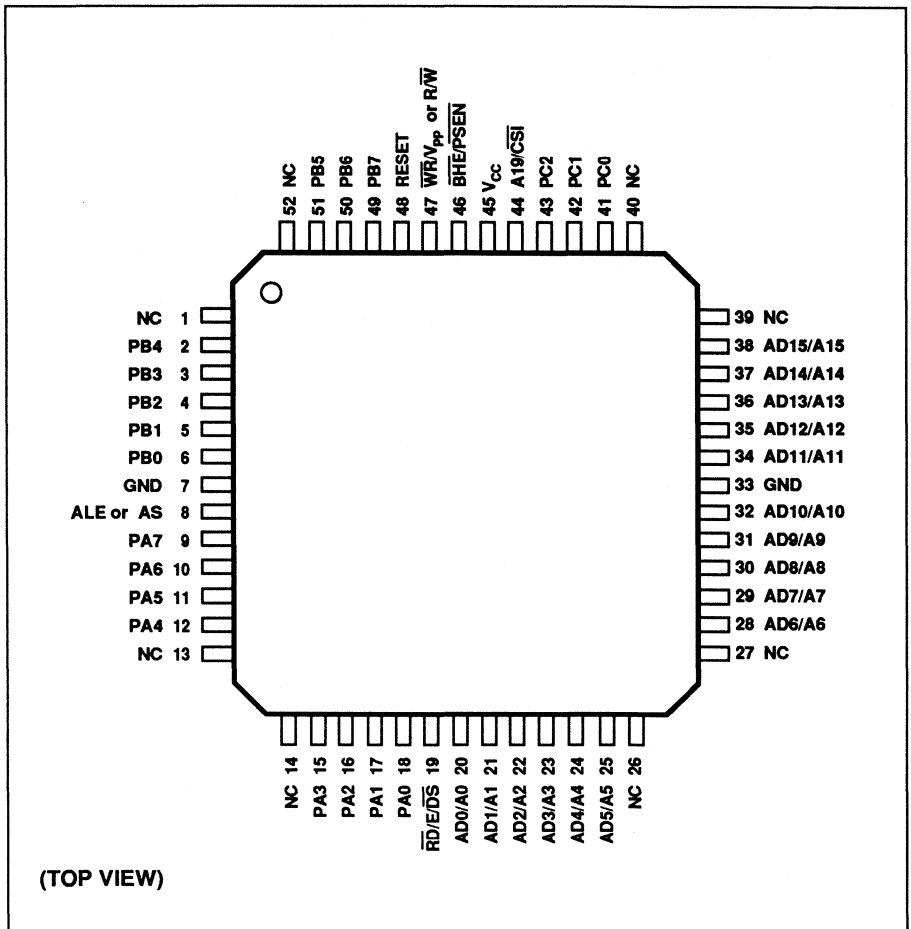 52 NC
51 PB5
50 PB6
49 PB7
48 RESET
47 W̅R̅/VPP or R/W̅
46 B̅H̅E̅/P̅S̅E̅N̅
45 VCC
44 A19/C̅S̅I̅
43 PC2
42 PC1
41 PC0
40 NC
NC 1
PB4 2
PB3 3
PB2 4
PB1 5
PB0 6
GND 7
ALE or AS 8
PA7 9
PA6 10
PA5 11
PA4 12
NC 13
39 NC
38 AD15/A15
37 AD14/A14
36 AD13/A13
35 AD12/A12
34 AD11/A11
33 GND
32 AD10/A10
31 AD9/A9
30 AD8/A8
29 AD7/A7
28 AD6/A6
27 NC
NC 14
PA3 15
PA2 16
PA1 17
PA0 18
R̅D̅/E/D̅S̅ 19
AD0/A0 20
AD1/A1 21
AD2/A2 22
AD3/A3 23
AD4/A4 24
AD5/A5 25
NC 26
(TOP VIEW)